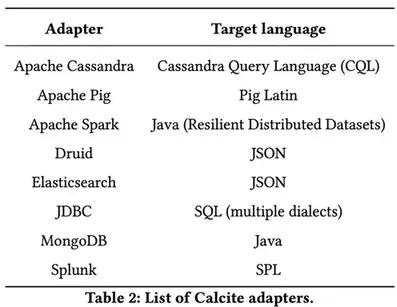 Adapter Target language
Apache Cassandra Cassandra Query Language (CQL)
Apache Pig Pig Latin
Apache Spark Java (Resilient Distributed Datasets)
Druid JSON
Elasticsearch JSON
JDBC SQL (multiple dialects)
MongoDB Java
Splunk SPL
Table 2: List of Calcite adapters.